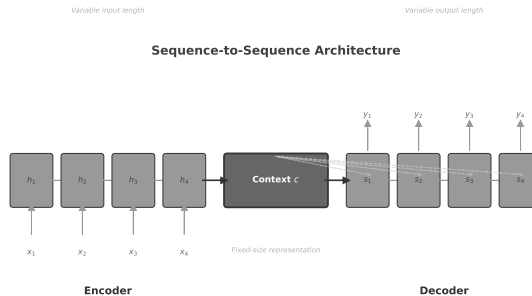 Variable input length
Variable output length
Sequence-to-Sequence Architecture
y₁ y₂ y₃ y₄
h₁ h₂ h₃ h₄ Context c s₁ s₂ s₃ s₄
x₁ x₂ x₃ x₄
Fixed-size representation
Encoder
Decoder